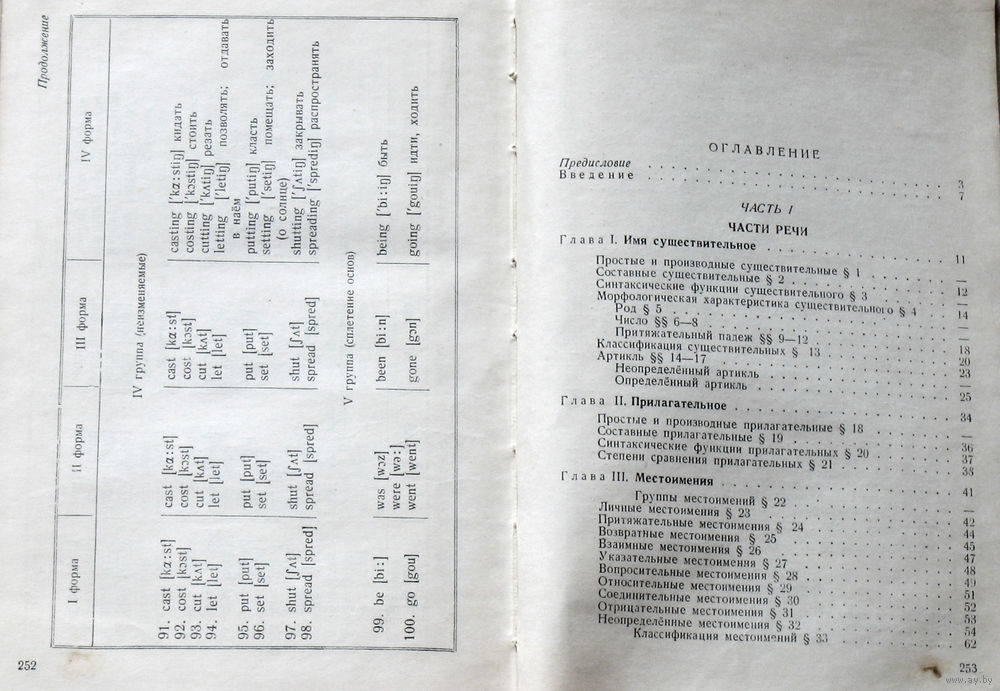 Продолжение
I форма II форма III форма IV форма
IV группа (неизменяемые)
91. cast [kɑ:st] cast [kɑ:st] cast [kɑ:st] casting ['kɑ:stiŋ] кидать
92. cost [kɔst] cost [kɔst] cost [kɔst] costing ['kɔstiŋ] стоить
93. cut [kʌt] cut [kʌt] cut [kʌt] cutting ['kʌtiŋ] резать
94. let [let] let [let] let [let] letting ['letiŋ] позволять; отдавать
в наём
95. put [put] put [put] put [put] putting ['putiŋ] класть
96. set [set] set [set] set [set] setting ['setiŋ] помещать; заходить
(о солнце)
97. shut [ʃʌt] shut [ʃʌt] shut [ʃʌt] shutting ['ʃʌtiŋ] закрывать
98. spread [spred] spread [spred] spread [spred] spreading ['sprediŋ] распространять
V группа (сплетение основ)
99. be [bi:] was [wɔz] been [bi:n] being ['bi:iŋ] быть
were [wə:]
100. go [gou] went [went] gone [gɔn] going ['gouiŋ] идти, ходить
252
ОГЛАВЛЕНИЕ
Предисловие . . . . . . . . . . 3
Введение . . . . . . . . . . 7
ЧАСТЬ I
ЧАСТИ РЕЧИ
Глава I. Имя существительное . . . . . . 11
Простые и производные существительные § 1 . . . . —
Составные существительные § 2 . . . . . 12
Синтаксические функции существительного § 3 . . . —
Морфологическая характеристика существительного § 4 . 14
Род § 5 . . . . . . —
Число §§ 6—8 . . . . . —
Притяжательный падеж §§ 9—12 . . . . 18
Классификация существительных § 13 . . . . 20
Артикль §§ 14—17 . . . . . 23
Неопределённый артикль . . . . . —
Определённый артикль . . . . . 25
Глава II. Прилагательное . . . . . . 34
Простые и производные прилагательные § 18 . . . —
Составные прилагательные § 19 . . . . 36
Синтаксические функции прилагательных § 20 . . . 37
Степени сравнения прилагательных § 21 . . . . 38
Глава III. Местоимения . . . . . . 41
Группы местоимений § 22 . . . . . —
Личные местоимения § 23 . . . . . 42
Притяжательные местоимения § 24 . . . . 44
Возвратные местоимения § 25 . . . . . 45
Взаимные местоимения § 26 . . . . . 47
Указательные местоимения § 27 . . . . . 48
Вопросительные местоимения § 28 . . . . 49
Относительные местоимения § 29 . . . . 51
Соединительные местоимения § 30 . . . . 52
Отрицательные местоимения § 31 . . . . 53
Неопределённые местоимения § 32 . . . . 54
Классификация местоимений § 33 . . . . 62
253
www.ay.by